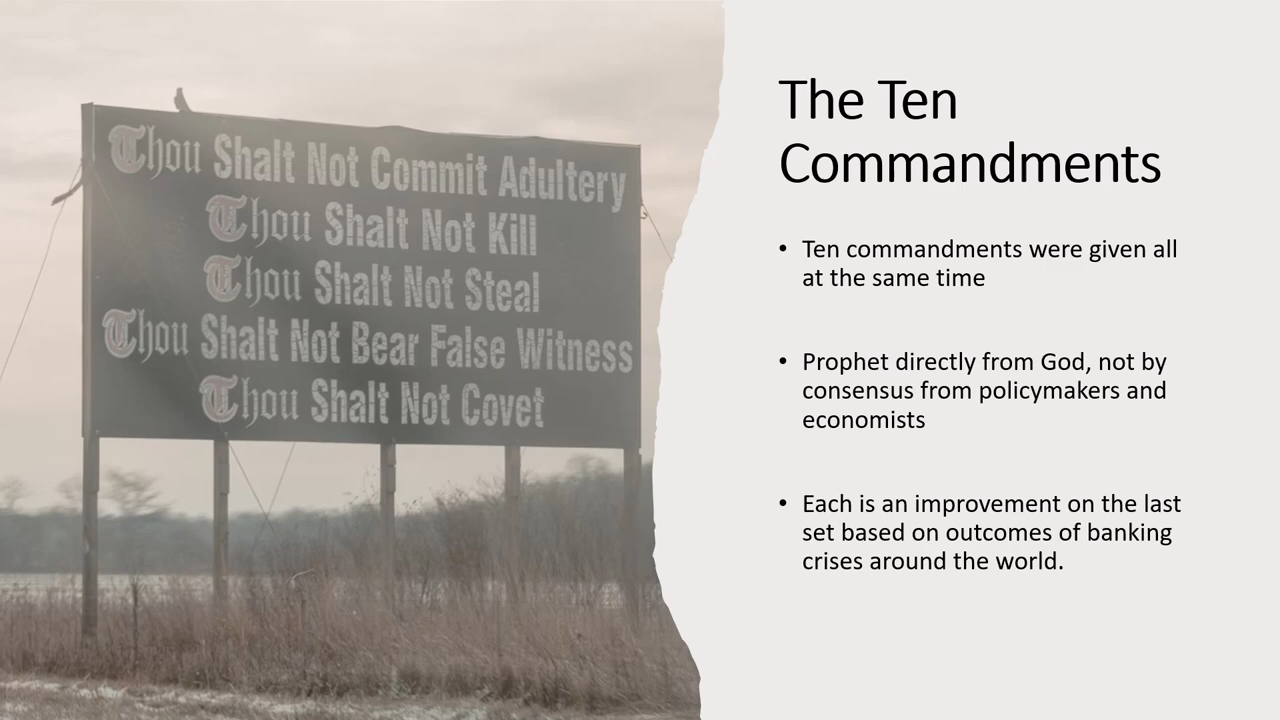 Thou Shalt Not Commit Adultery
Thou Shalt Not Kill
Thou Shalt Not Steal
Thou Shalt Not Bear False Witness
Thou Shalt Not Covet
The Ten
Commandments
• Ten commandments were given all
at the same time
• Prophet directly from God, not by
consensus from policymakers and
economists
• Each is an improvement on the last
set based on outcomes of banking
crises around the world.